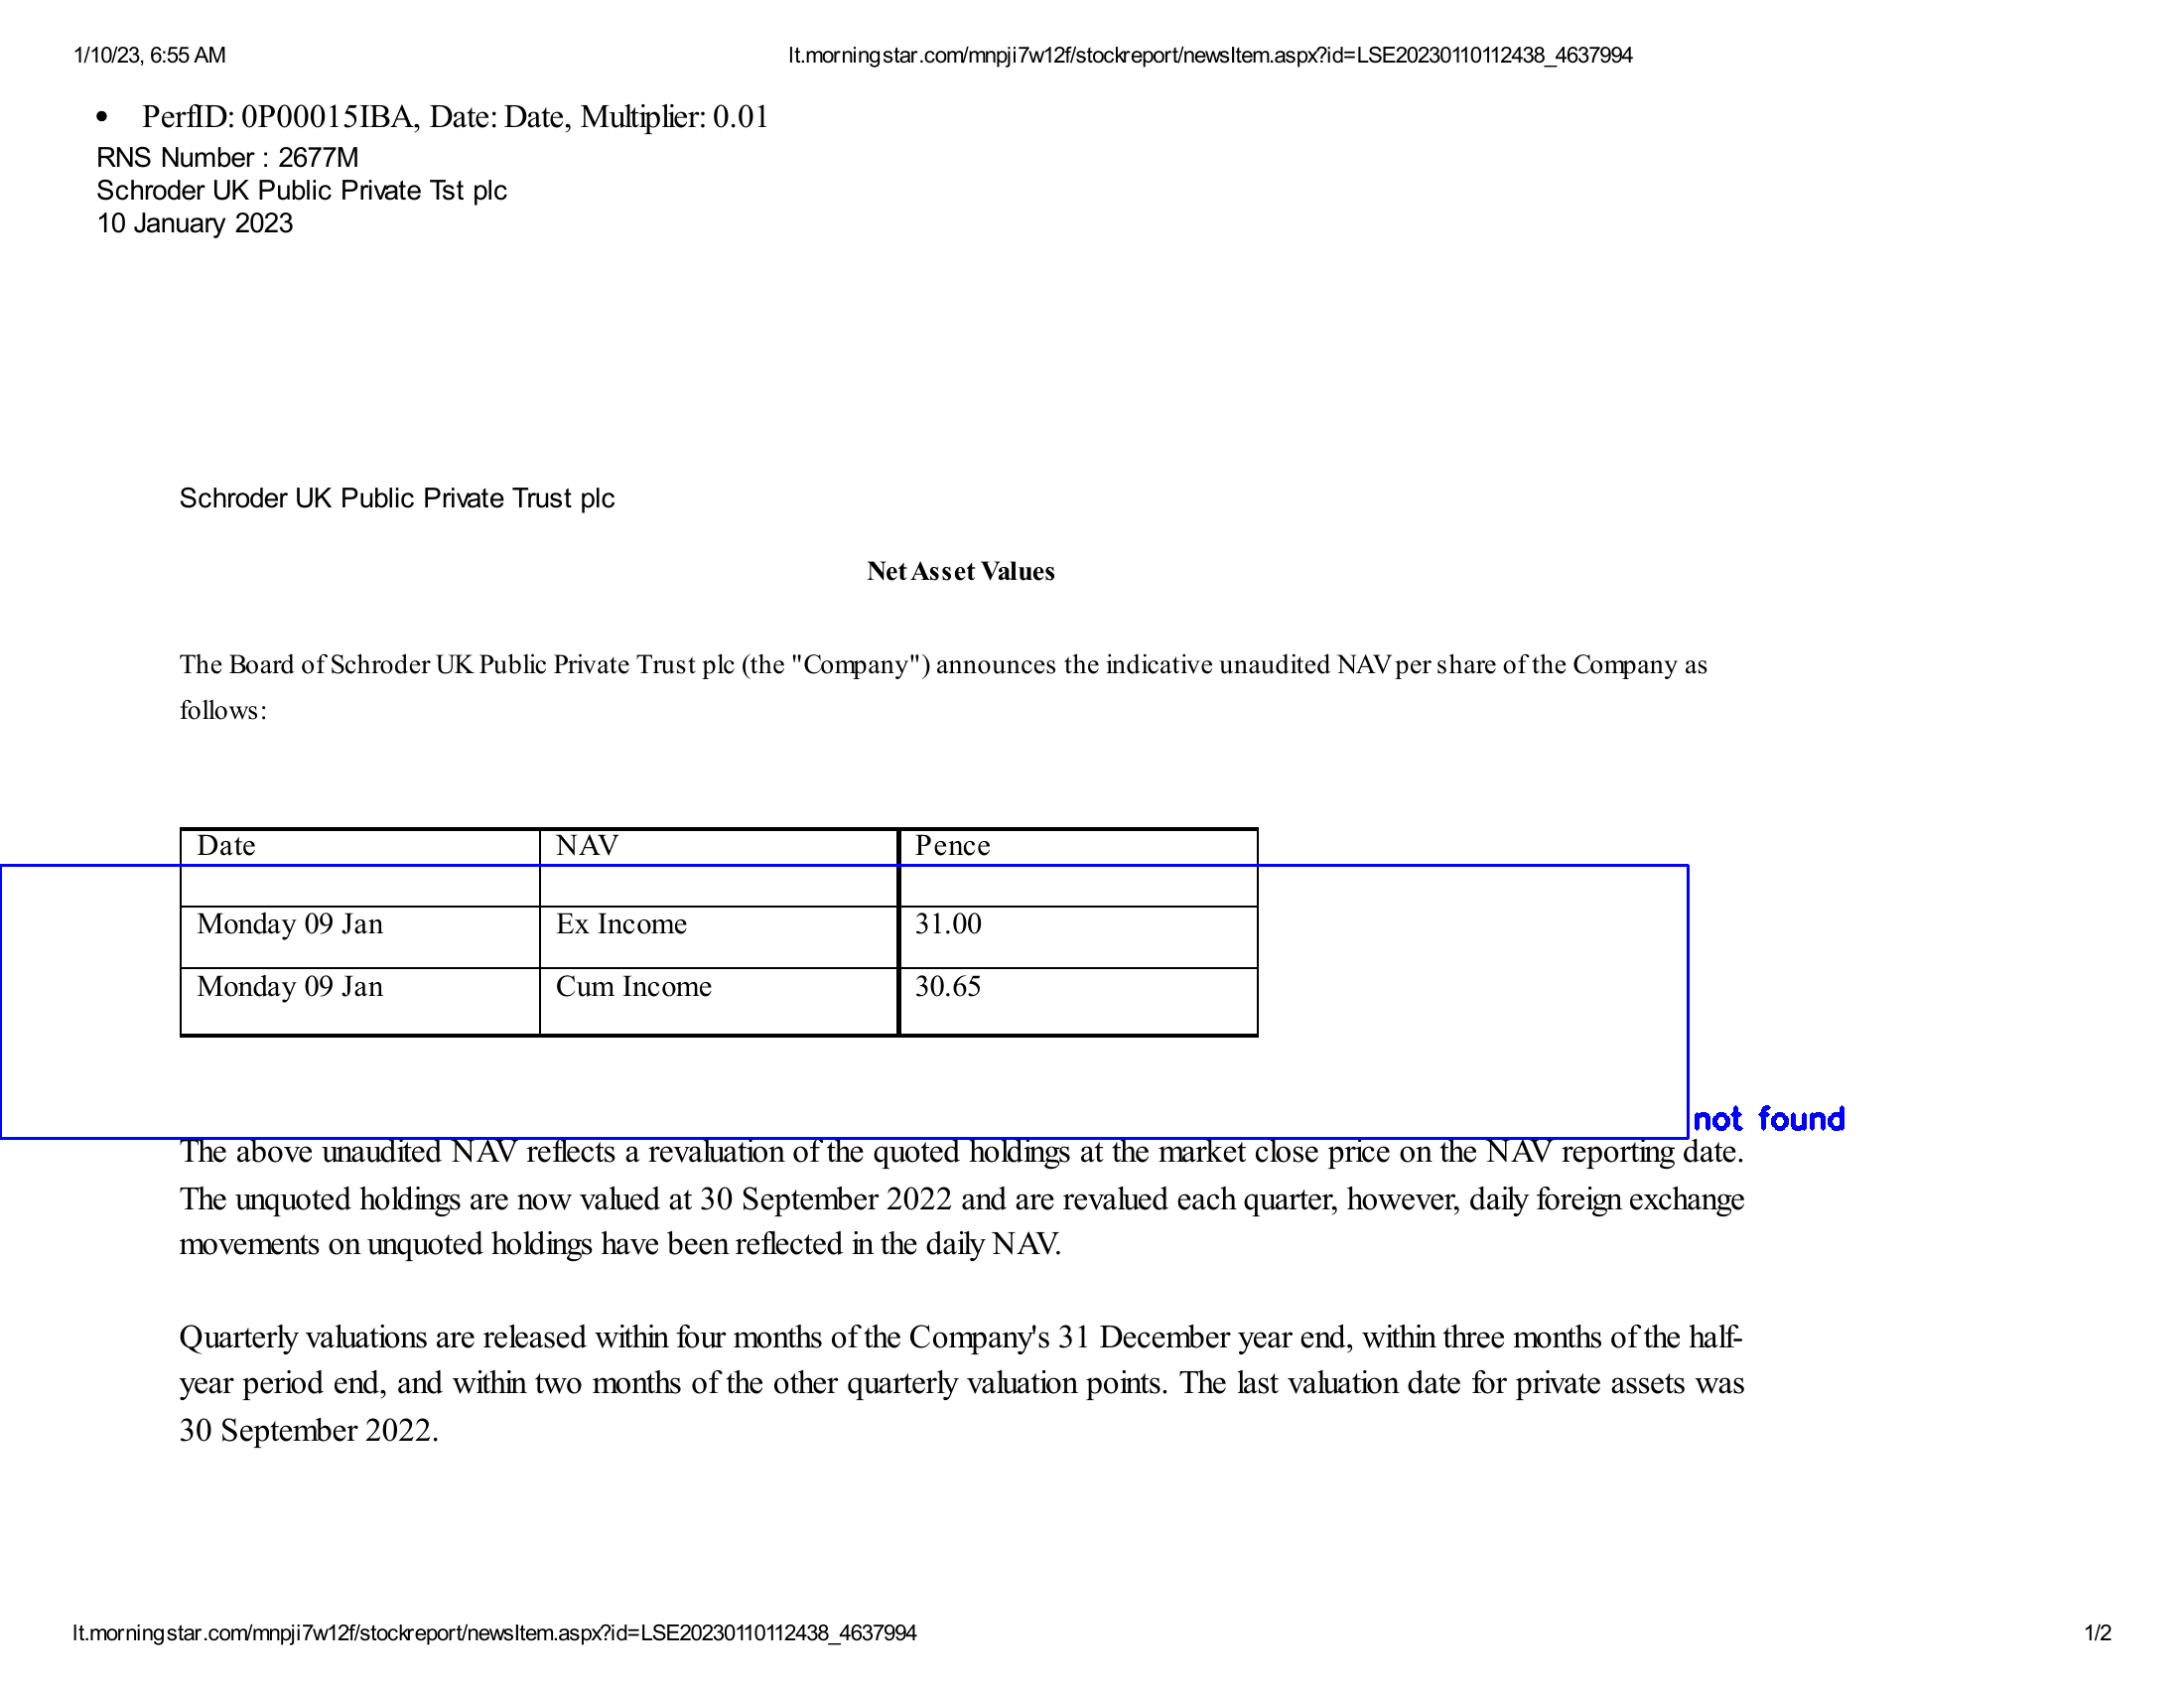 1/10/23, 6:55 AM lt.morningstar.com/mnpji7w12f/stockreport/newsItem.aspx?id=LSE20230110112438_4637994
• PerfID: 0P00015IBA, Date: Date, Multiplier: 0.01
RNS Number : 2677M
Schroder UK Public Private Tst plc
10 January 2023
Schroder UK Public Private Trust plc
Net Asset Values
The Board of Schroder UK Public Private Trust plc (the "Company") announces the indicative unaudited NAV per share of the Company as
follows:
Date NAV Pence
Monday 09 Jan Ex Income 31.00
Monday 09 Jan Cum Income 30.65
not found
The above unaudited NAV reflects a revaluation of the quoted holdings at the market close price on the NAV reporting date.
The unquoted holdings are now valued at 30 September 2022 and are revalued each quarter, however, daily foreign exchange
movements on unquoted holdings have been reflected in the daily NAV.
Quarterly valuations are released within four months of the Company's 31 December year end, within three months of the half-
year period end, and within two months of the other quarterly valuation points. The last valuation date for private assets was
30 September 2022.
lt.morningstar.com/mnpji7w12f/stockreport/newsItem.aspx?id=LSE20230110112438_4637994 1/2